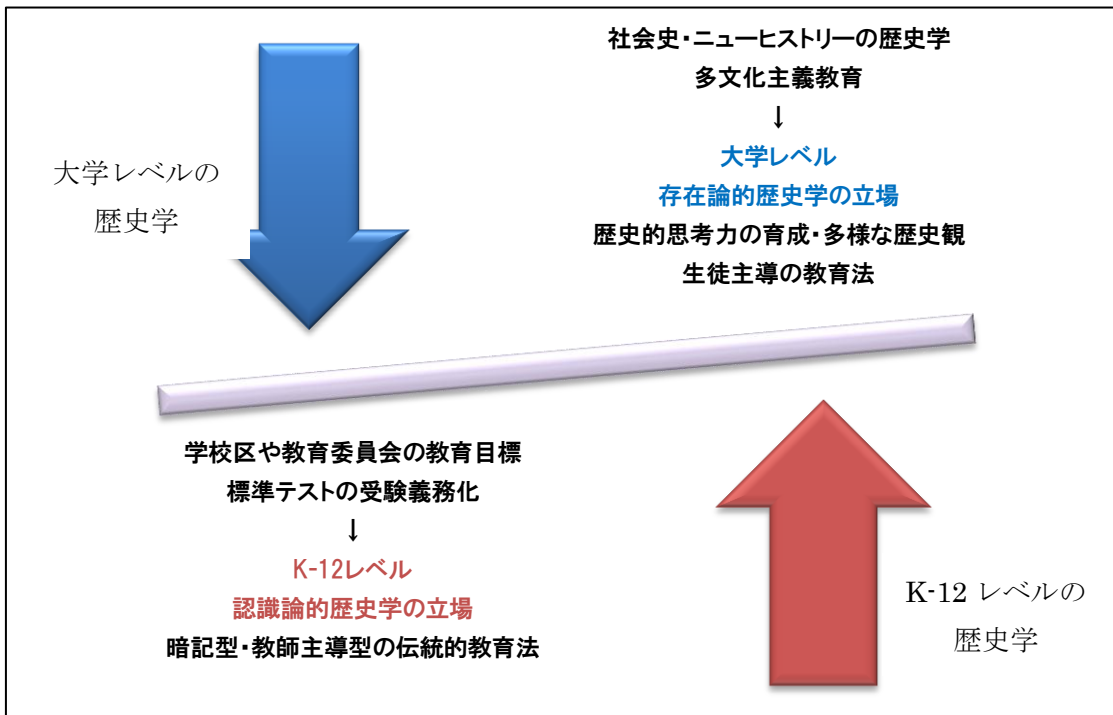 大学レベルの
歴史学
社会史・ニューヒストリーの歴史学
多文化主義教育
↓
大学レベル
存在論的歴史学の立場
歴史的思考力の育成・多様な歴史観
生徒主導の教育法
学校区や教育委員会の教育目標
標準テストの受験義務化
↓
K-12レベル
認識論的歴史学の立場
暗記型・教師主導型の伝統的教育法
K-12 レベルの
歴史学